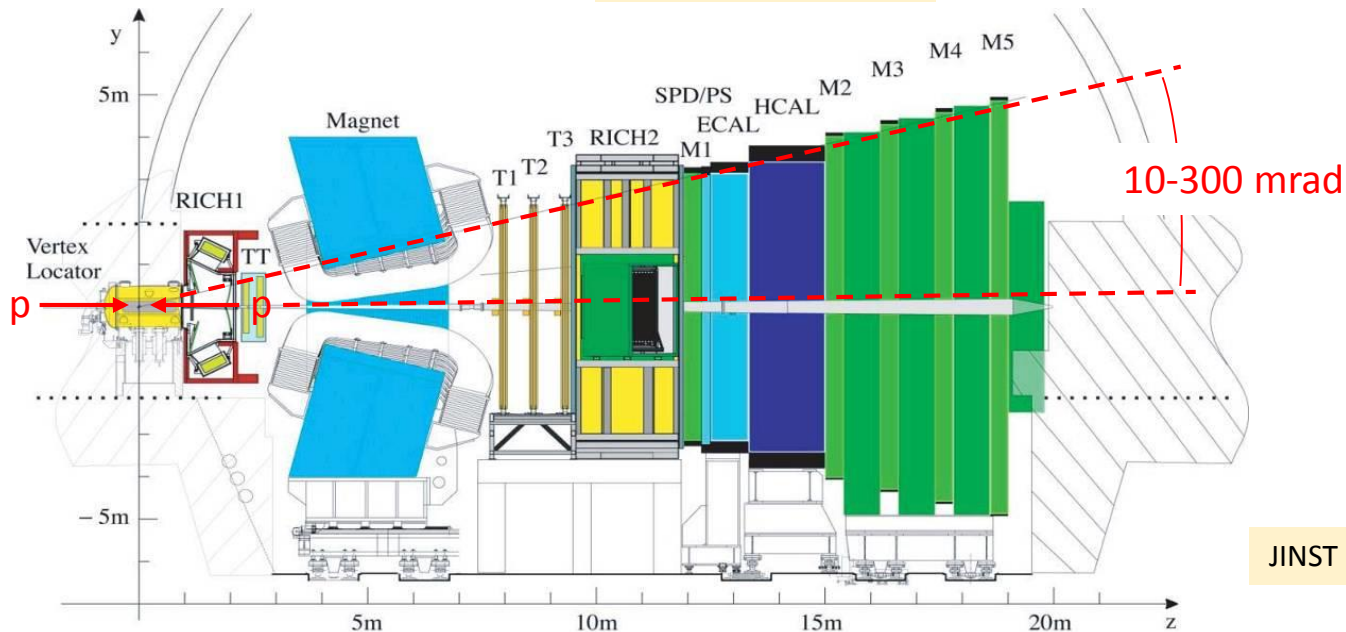 y
5m
Magnet
SPD/PS
ECAL
HCAL
M1
M2
M3
M4
M5
T1
T2
T3
RICH2
RICH1
TT
Vertex
Locator
p
p
10-300 mrad
− 5m
JINST
5m
10m
15m
20m
z